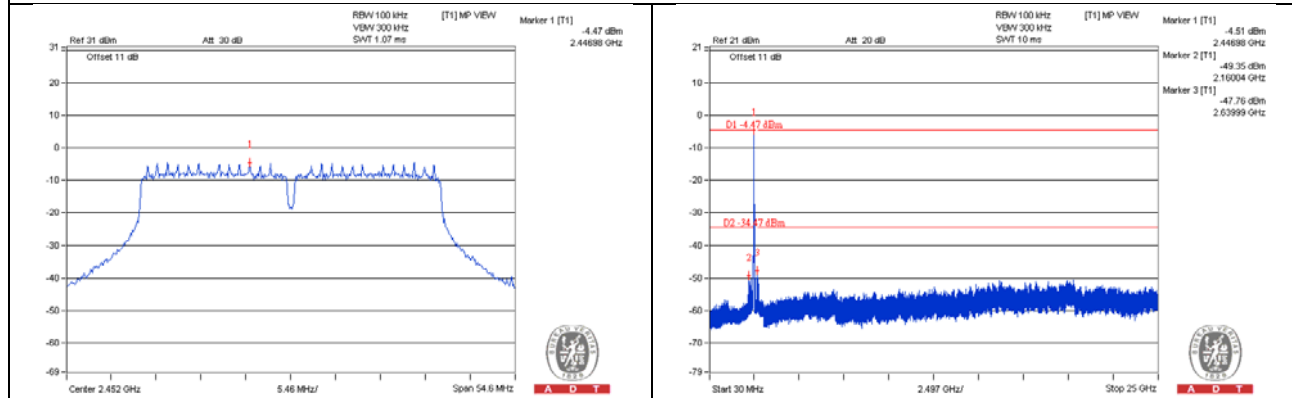 RBW 100 kHz
VBW 300 kHz
SWT 1.07 ms
[T1] MP VIEW
Marker 1 [T1]
-4.47 dBm
2.44698 GHz
Ref 31 dBm
Att 30 dB
Offset 11 dB
31
20
10
0
-10
-20
-30
-40
-50
-60
-69
1
Center 2.452 GHz
5.46 MHz/
Span 54.6 MHz
BUREAU VERITAS
1828
A D T
RBW 100 kHz
VBW 300 kHz
SWT 10 ms
[T1] MP VIEW
Marker 1 [T1]
-4.51 dBm
2.44698 GHz
Marker 2 [T1]
-49.35 dBm
2.16004 GHz
Marker 3 [T1]
-47.76 dBm
2.63999 GHz
Ref 21 dBm
Att 20 dB
Offset 11 dB
21
10
0
-10
-20
-30
-40
-50
-60
-70
-79
1
D1 -4.47 dBm
D2 -34.47 dBm
2
3
Start 30 MHz
2.497 GHz/
Stop 25 GHz
BUREAU VERITAS
1828
A D T